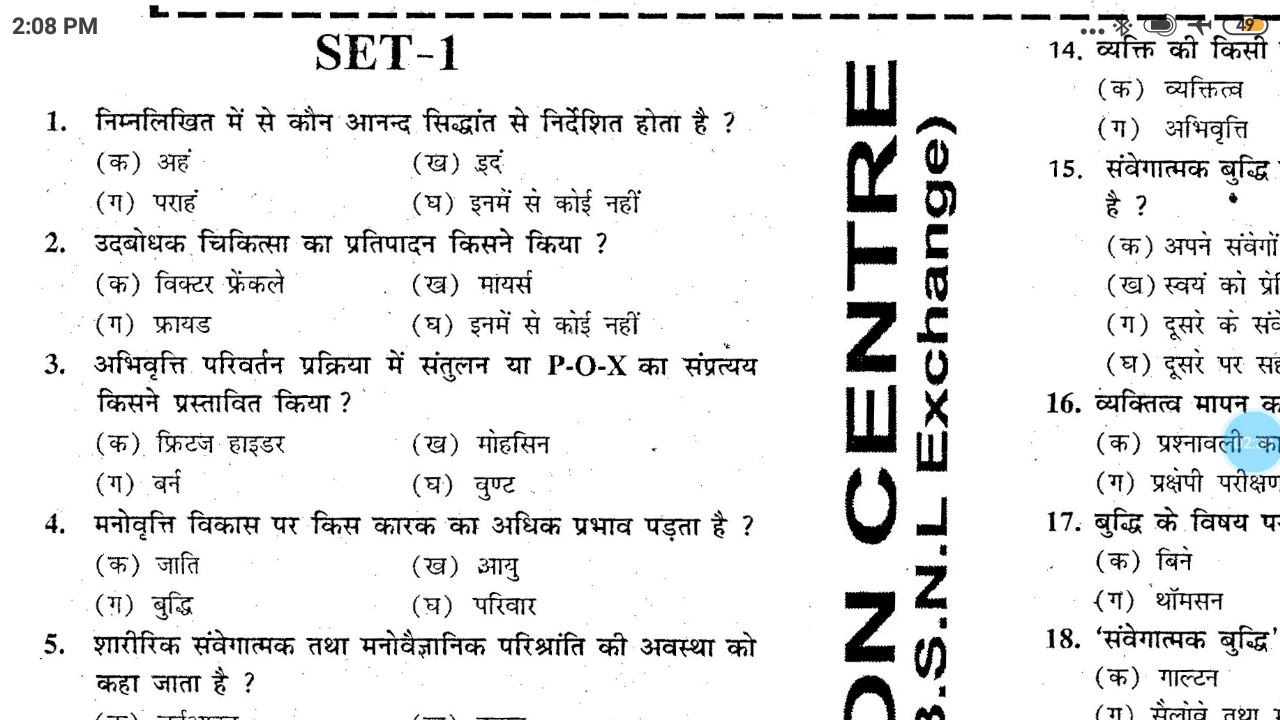 2:08 PM
49
SET-1
1. निम्नलिखित में से कौन आनन्द सिद्धांत से निर्देशित होता है ?
(क) अहं (ख) इदं
(ग) पराहं (घ) इनमें से कोई नहीं
2. उदबोधक चिकित्सा का प्रतिपादन किसने किया ?
(क) विक्टर फ्रेंकले (ख) मायर्स
(ग) फ्रायड (घ) इनमें से कोई नहीं
3. अभिवृत्ति परिवर्तन प्रक्रिया में संतुलन या P-O-X का संप्रत्यय
किसने प्रस्तावित किया ?
(क) फ्रिटज हाइडर (ख) मोहसिन
(ग) बर्न (घ) वुण्ट
4. मनोवृत्ति विकास पर किस कारक का अधिक प्रभाव पड़ता है ?
(क) जाति (ख) आयु
(ग) बुद्धि (घ) परिवार
5. शारीरिक संवेगात्मक तथा मनोवैज्ञानिक परिश्रांति की अवस्था को
कहा जाता है ?
ON CENTRE
B.S.N.L Exchange)
14. व्यक्ति की किसी
(क) व्यक्तित्व
(ग) अभिवृत्ति
15. संवेगात्मक बुद्धि
है ?
(क) अपने संवेगों
(ख) स्वयं को
(ग) दूसरे के
(घ) दूसरे पर
16. व्यक्तित्व मापन
(क) प्रश्नावली
(ग) प्रक्षेपी परीक्षण
17. बुद्धि के विषय
(क) बिने
(ग) थॉमसन
18. ‘संवेगात्मक बुद्धि’
(क) गाल्टन
(ग) तथा